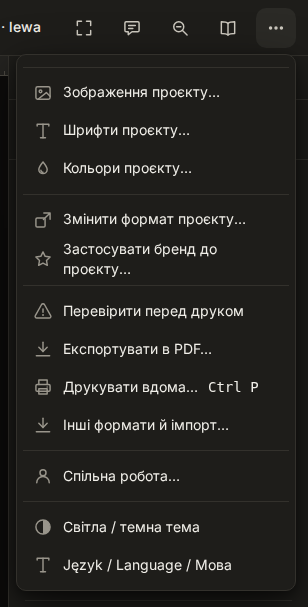 · Iewa
Зображення проєкту...
Шрифти проєкту...
Кольори проєкту...
Змінити формат проєкту...
Застосувати бренд до
проєкту...
Перевірити перед друком
Експортувати в PDF...
Друкувати вдома... Ctrl P
Інші формати й імпорт...
Спільна робота...
Світла / темна тема
Język / Language / Мова